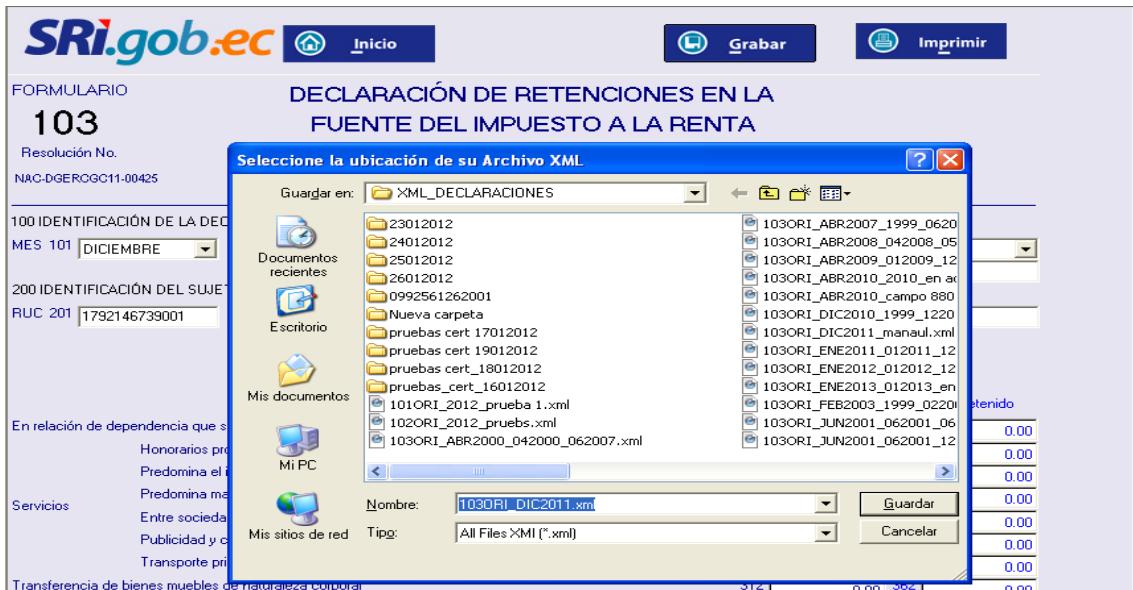 SRi.gob.ec
Inicio
Grabar
Imprimir
FORMULARIO
103
DECLARACIÓN DE RETENCIONES EN LA
FUENTE DEL IMPUESTO A LA RENTA
Resolución No.
NAC-DGERCGC11-00425
100 IDENTIFICACIÓN DE LA DEC
MES 101 DICIEMBRE
200 IDENTIFICACIÓN DEL SUJE
RUC 201 1792146739001
Seleccione la ubicación de su Archivo XML
Guardar en: XML_DECLARACIONES
Documentos recientes
Escritorio
Mis documentos
Mi PC
Mis sitios de red
23012012
24012012
25012012
26012012
0992561262001
Nueva carpeta
pruebas cert 17012012
pruebas cert 19012012
pruebas cert_18012012
pruebas_cert_16012012
101ORI_2012_prueba 1.xml
102ORI_2012_pruebs.xml
103ORI_ABR2000_042000_062007.xml
103ORI_ABR2007_1999_0620
103ORI_ABR2008_042008_05
103ORI_ABR2009_012009_12
103ORI_ABR2010_2010_en ac
103ORI_ABR2010_campo 880
103ORI_DIC2010_1999_1220
103ORI_DIC2011_manaul.xml
103ORI_ENE2011_012011_12
103ORI_ENE2012_012012_12
103ORI_ENE2013_012013_en
103ORI_FEB2003_1999_0220
103ORI_JUN2001_062001_06
103ORI_JUN2001_062001_12
Nombre: 103ORI_DIC2011.xml
Guardar
Tipo: All Files XMl (*.xml)
Cancelar
etenido
En relación de dependencia que s
0.00
Honorarios pro
0.00
Predomina el i
0.00
Servicios
Predomina ma
0.00
Entre socieda
0.00
Publicidad y c
0.00
Transporte pri
0.00
Transferencia de bienes muebles de naturaleza corporal 312 0.00 362 0.00